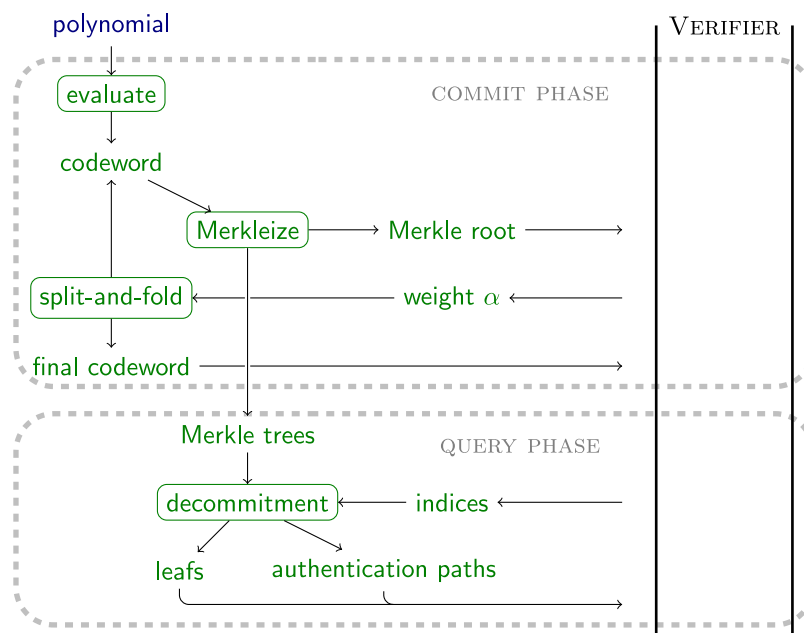 polynomial
VERIFIER
evaluate
COMMIT PHASE
codeword
Merkleize
Merkle root
split-and-fold
weight α
final codeword
Merkle trees
QUERY PHASE
decommitment
indices
leafs
authentication paths